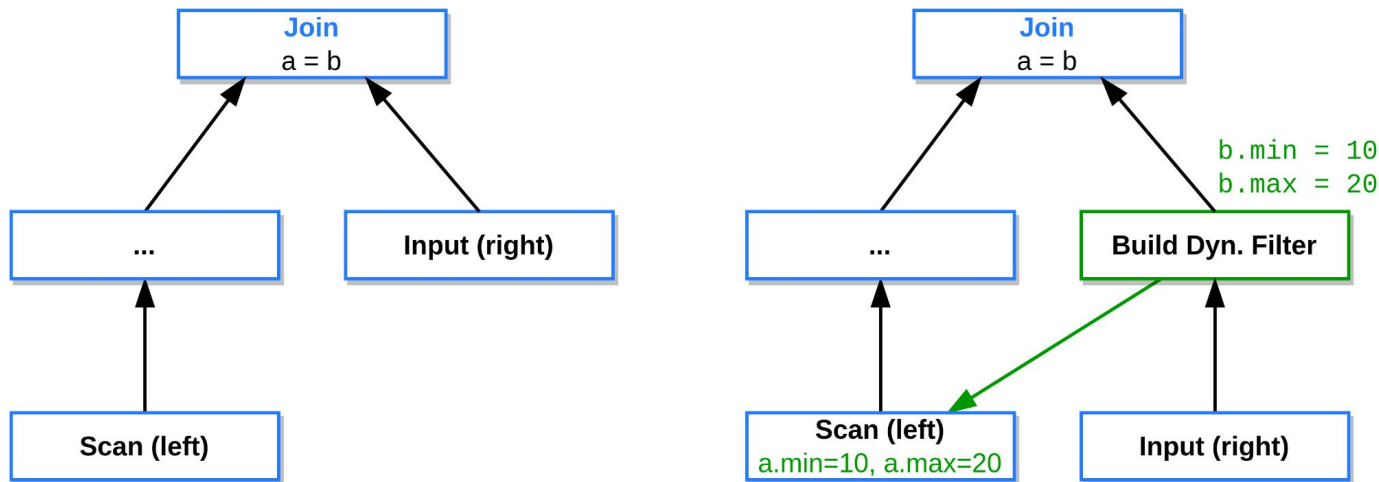 Join
a = b
...
Input (right)
Scan (left)
Join
a = b
b.min = 10
b.max = 20
...
Build Dyn. Filter
Scan (left)
a.min=10, a.max=20
Input (right)